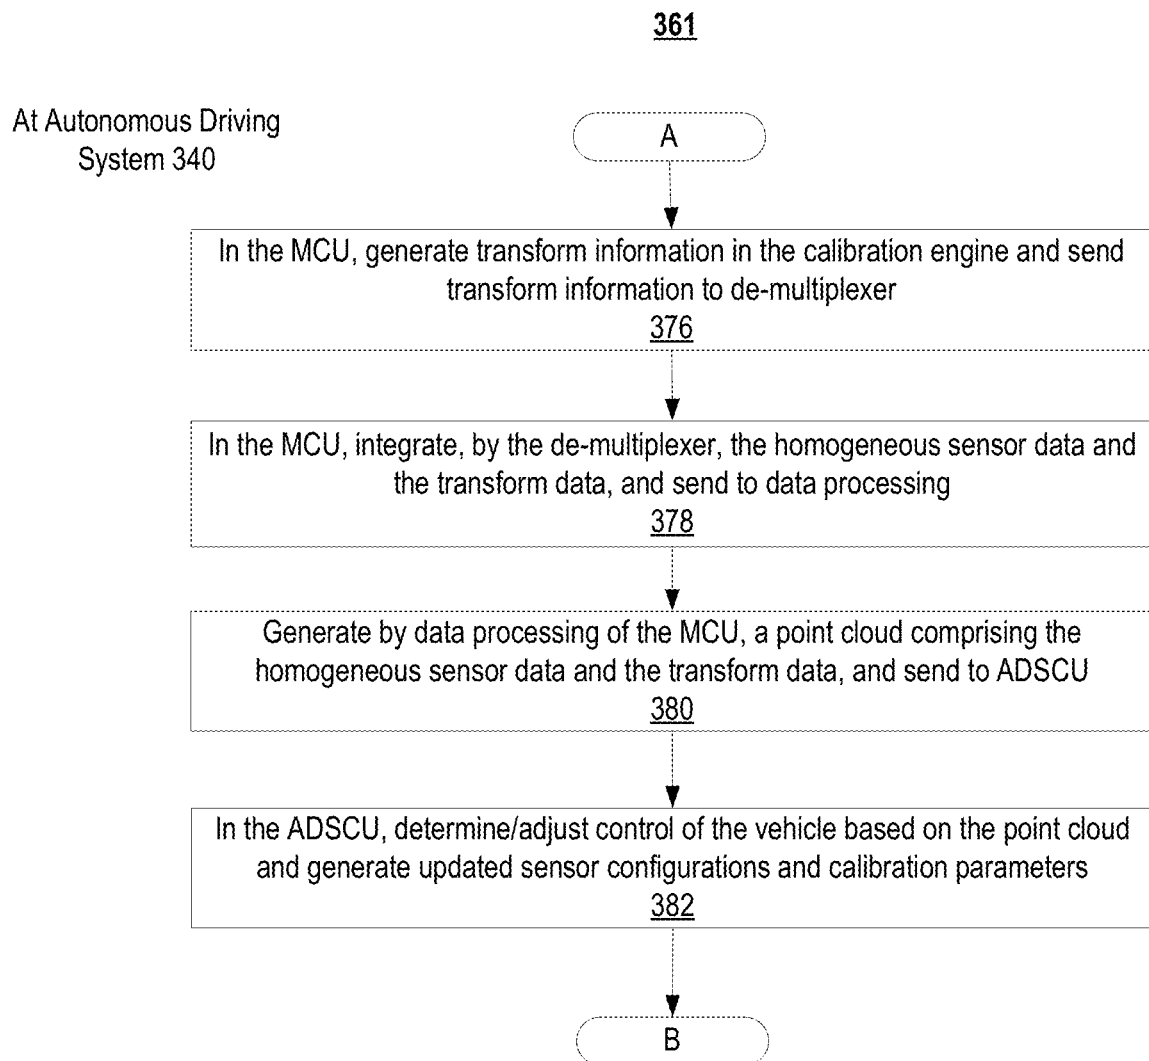 361
At Autonomous Driving
System 340
A
In the MCU, generate transform information in the calibration engine and send
transform information to de-multiplexer
376
In the MCU, integrate, by the de-multiplexer, the homogeneous sensor data and
the transform data, and send to data processing
378
Generate by data processing of the MCU, a point cloud comprising the
homogeneous sensor data and the transform data, and send to ADSCU
380
In the ADSCU, determine/adjust control of the vehicle based on the point cloud
and generate updated sensor configurations and calibration parameters
382
B